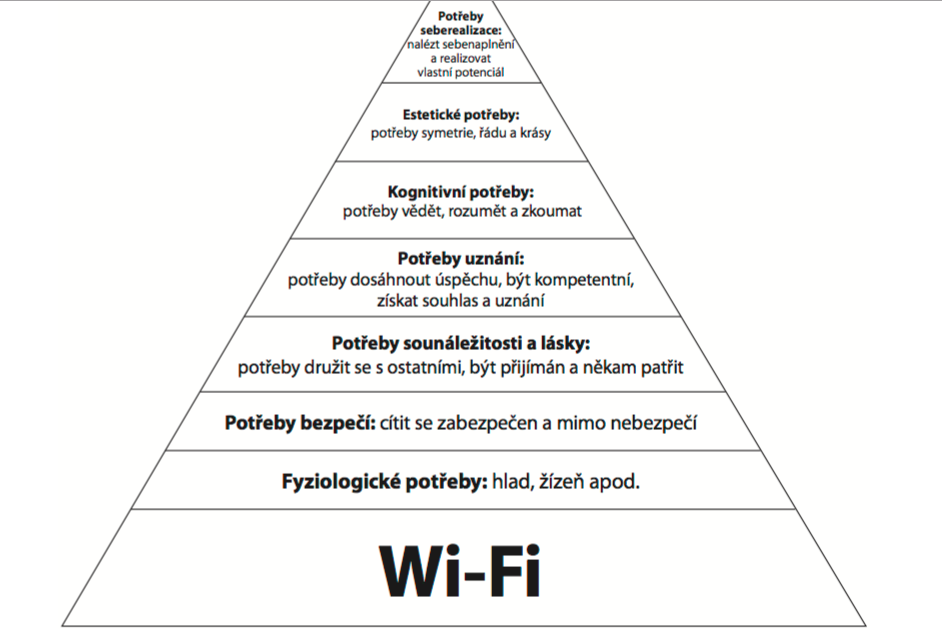 Potřeby
seberealizace:
nalézt sebenaplnění
a realizovat
vlastní potenciál
Estetické potřeby:
potřeby symetrie, řádu a krásy
Kognitivní potřeby:
potřeby vědět, rozumět a zkoumat
Potřeby uznání:
potřeby dosáhnout úspěchu, být kompetentní,
získat souhlas a uznání
Potřeby sounáležitosti a lásky:
potřeby družit se s ostatními, být přijímán a někam patřit
Potřeby bezpečí: cítit se zabezpečen a mimo nebezpečí
Fyziologické potřeby: hlad, žízeň apod.
Wi-Fi